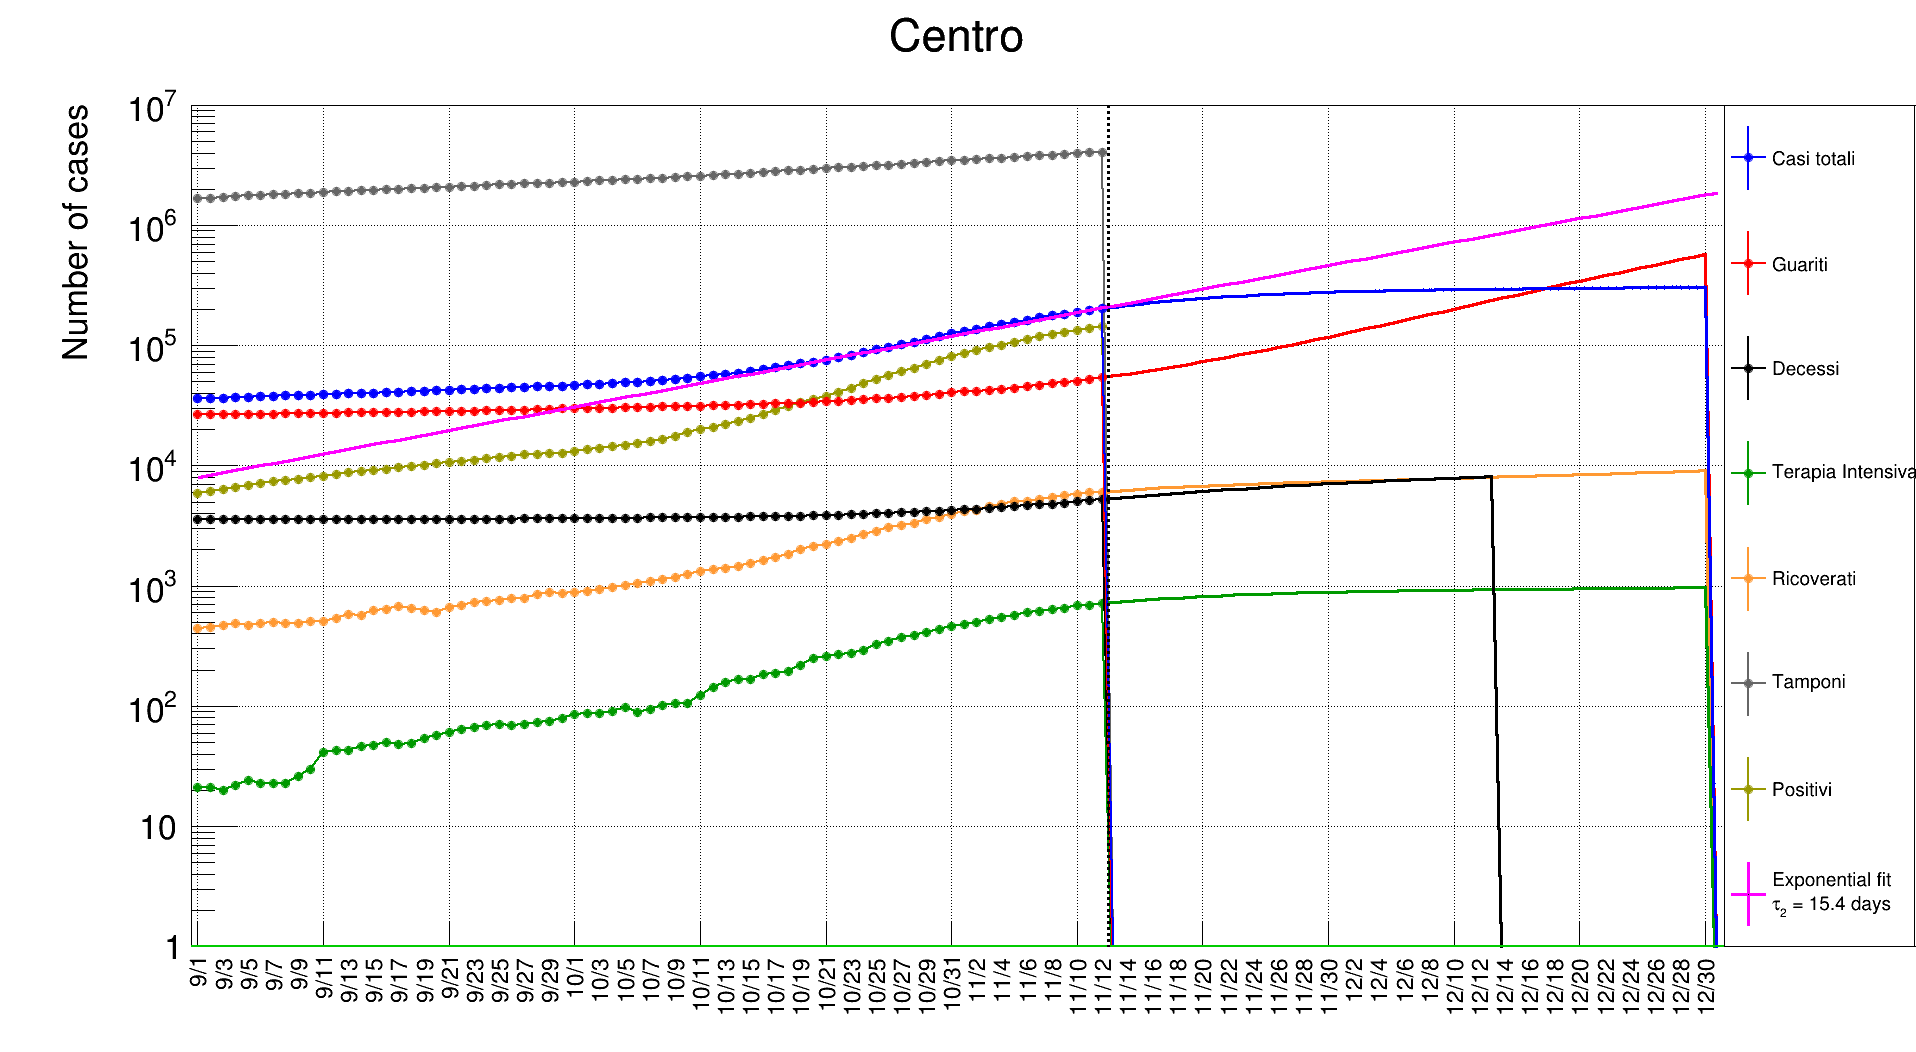 Centro
Number of cases
10^7
10^6
10^5
10^4
10^3
10^2
10
1
9/1 9/3 9/5 9/7 9/9 9/11 9/13 9/15 9/17 9/19 9/21 9/23 9/25 9/27 9/29 10/1 10/3 10/5 10/7 10/9 10/11 10/13 10/15 10/17 10/19 10/21 10/23 10/25 10/27 10/29 10/31 11/2 11/4 11/6 11/8 11/10 11/12 11/14 11/16 11/18 11/20 11/22 11/24 11/26 11/28 11/30 12/2 12/4 12/6 12/8 12/10 12/12 12/14 12/16 12/18 12/20 12/22 12/24 12/26 12/28 12/30
Casi totali
Guariti
Decessi
Terapia Intensiva
Ricoverati
Tamponi
Positivi
Exponential fit
τ₂ = 15.4 days